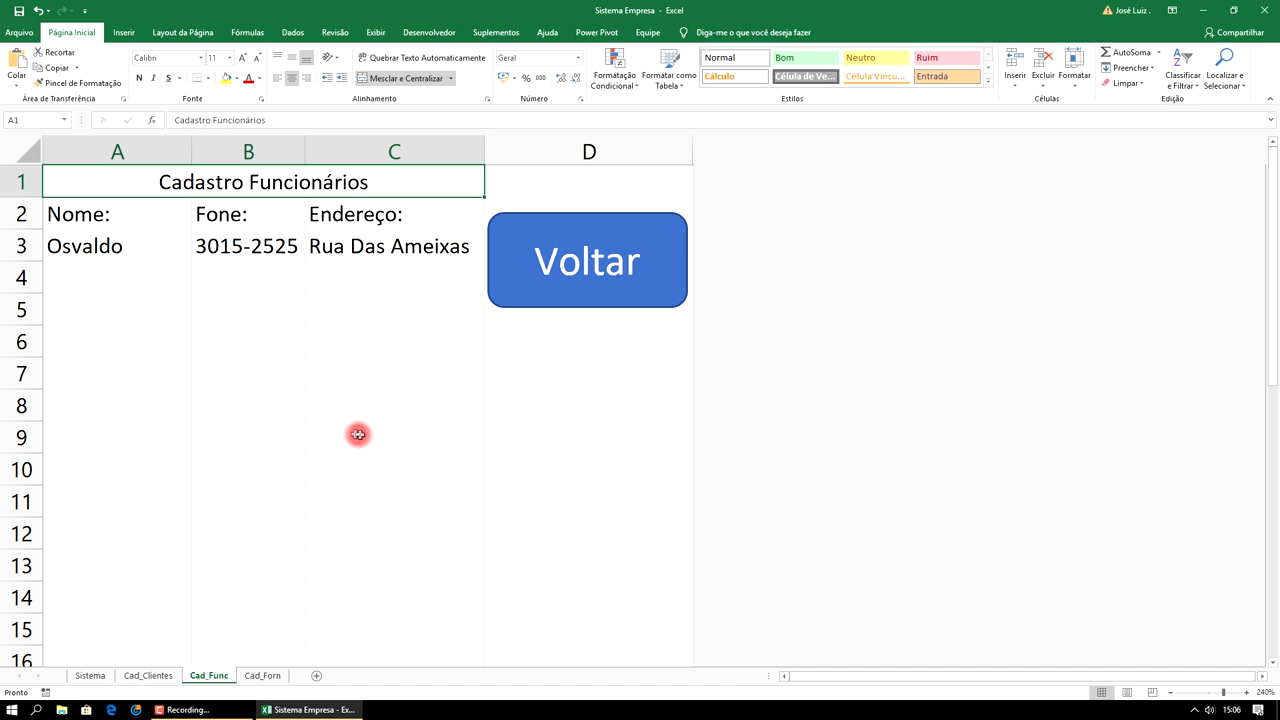 Sistema Empresa - Excel
José Luiz .
Arquivo Página Inicial Inserir Layout da Página Fórmulas Dados Revisão Exibir Desenvolvedor Suplementos Ajuda Power Pivot Equipe Diga-me o que você deseja fazer Compartilhar
Colar
Recortar
Copiar
Pincel de Formatação
Área de Transferência
Calibri 11
N I S
Fonte
Quebrar Texto Automaticamente
Mesclar e Centralizar
Alinhamento
Geral
% 000
Número
Formatação Condicional
Formatar como Tabela
Normal Bom Neutro Ruim
Cálculo Célula de Ve... Célula Vincu... Entrada
Estilos
Inserir Excluir Formatar
Células
AutoSoma
Preencher
Limpar
Classificar e Filtrar
Localizar e Selecionar
Edição
A1 fx Cadastro Funcionários
A B C D
1 Cadastro Funcionários
2 Nome: Fone: Endereço:
3 Osvaldo 3015-2525 Rua Das Ameixas
Voltar
4
5
6
7
8
9
10
11
12
13
14
15
16
Sistema Cad_Clientes Cad_Func Cad_Forn
Pronto 240%
Recording... Sistema Empresa - Exc... 15:06